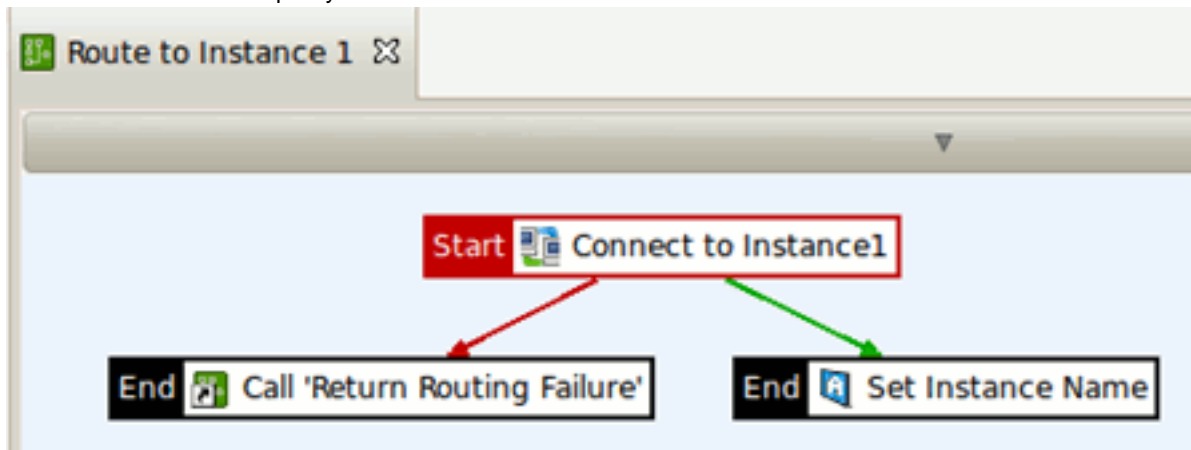 Route to Instance 1
Start Connect to Instance1
End Call 'Return Routing Failure'
End Set Instance Name